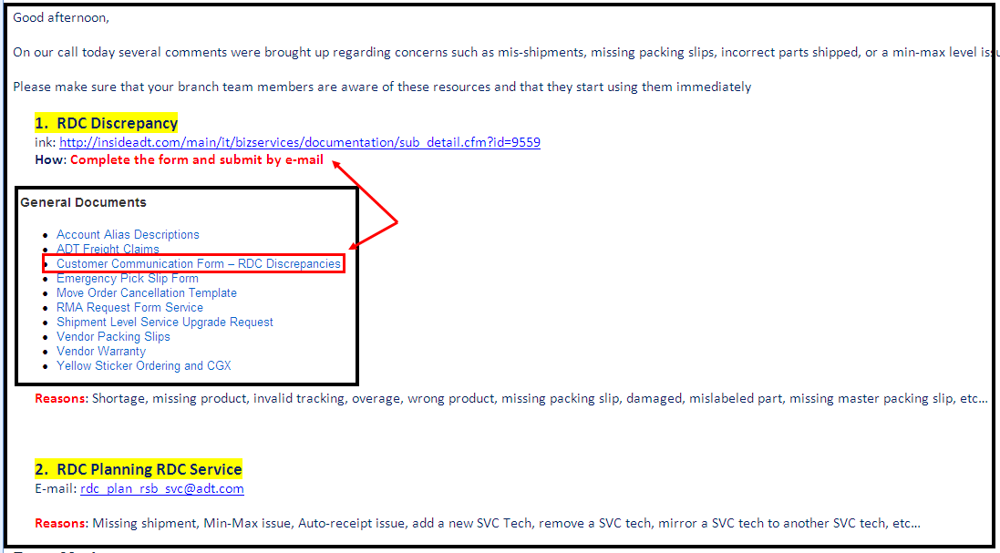 Good afternoon,
On our call today several comments were brought up regarding concerns such as mis-shipments, missing packing slips, incorrect parts shipped, or a min-max level
Please make sure that your branch team members are aware of these resources and that they start using them immediately
1. RDC Discrepancy
ink: http://insideadt.com/main/it/bizservices/documentation/sub_detail.cfm?id=9559
How: Complete the form and submit by e-mail
General Documents
• Account Alias Descriptions
• ADT Freight Claims
• Customer Communication Form – RDC Discrepancies
• Emergency Pick Slip Form
• Move Order Cancellation Template
• RMA Request Form Service
• Shipment Level Service Upgrade Request
• Vendor Packing Slips
• Vendor Warranty
• Yellow Sticker Ordering and CGX
Reasons: Shortage, missing product, invalid tracking, overage, wrong product, missing packing slip, damaged, mislabeled part, missing master packing slip, etc...
2. RDC Planning RDC Service
E-mail: rdc_plan_rsb_svc@adt.com
Reasons: Missing shipment, Min-Max issue, Auto-receipt issue, add a new SVC Tech, remove a SVC tech, mirror a SVC tech to another SVC tech, etc...